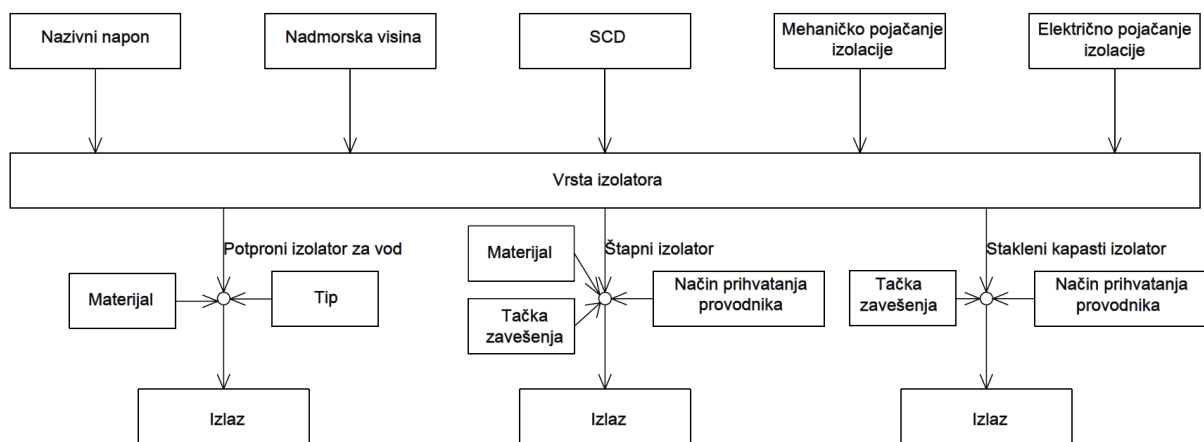 Nazivni napon
Nadmorska visina
SCD
Mehaničko pojačanje
izolacije
Električno pojačanje
izolacije
Vrsta izolatora
Potproni izolator za vod
Materijal
Tip
Izlaz
Štapni izolator
Materijal
Tačka
zavešenja
Način prihvatanja
provodnika
Izlaz
Stakleni kapasti izolator
Tačka
zavešenja
Način prihvatanja
provodnika
Izlaz